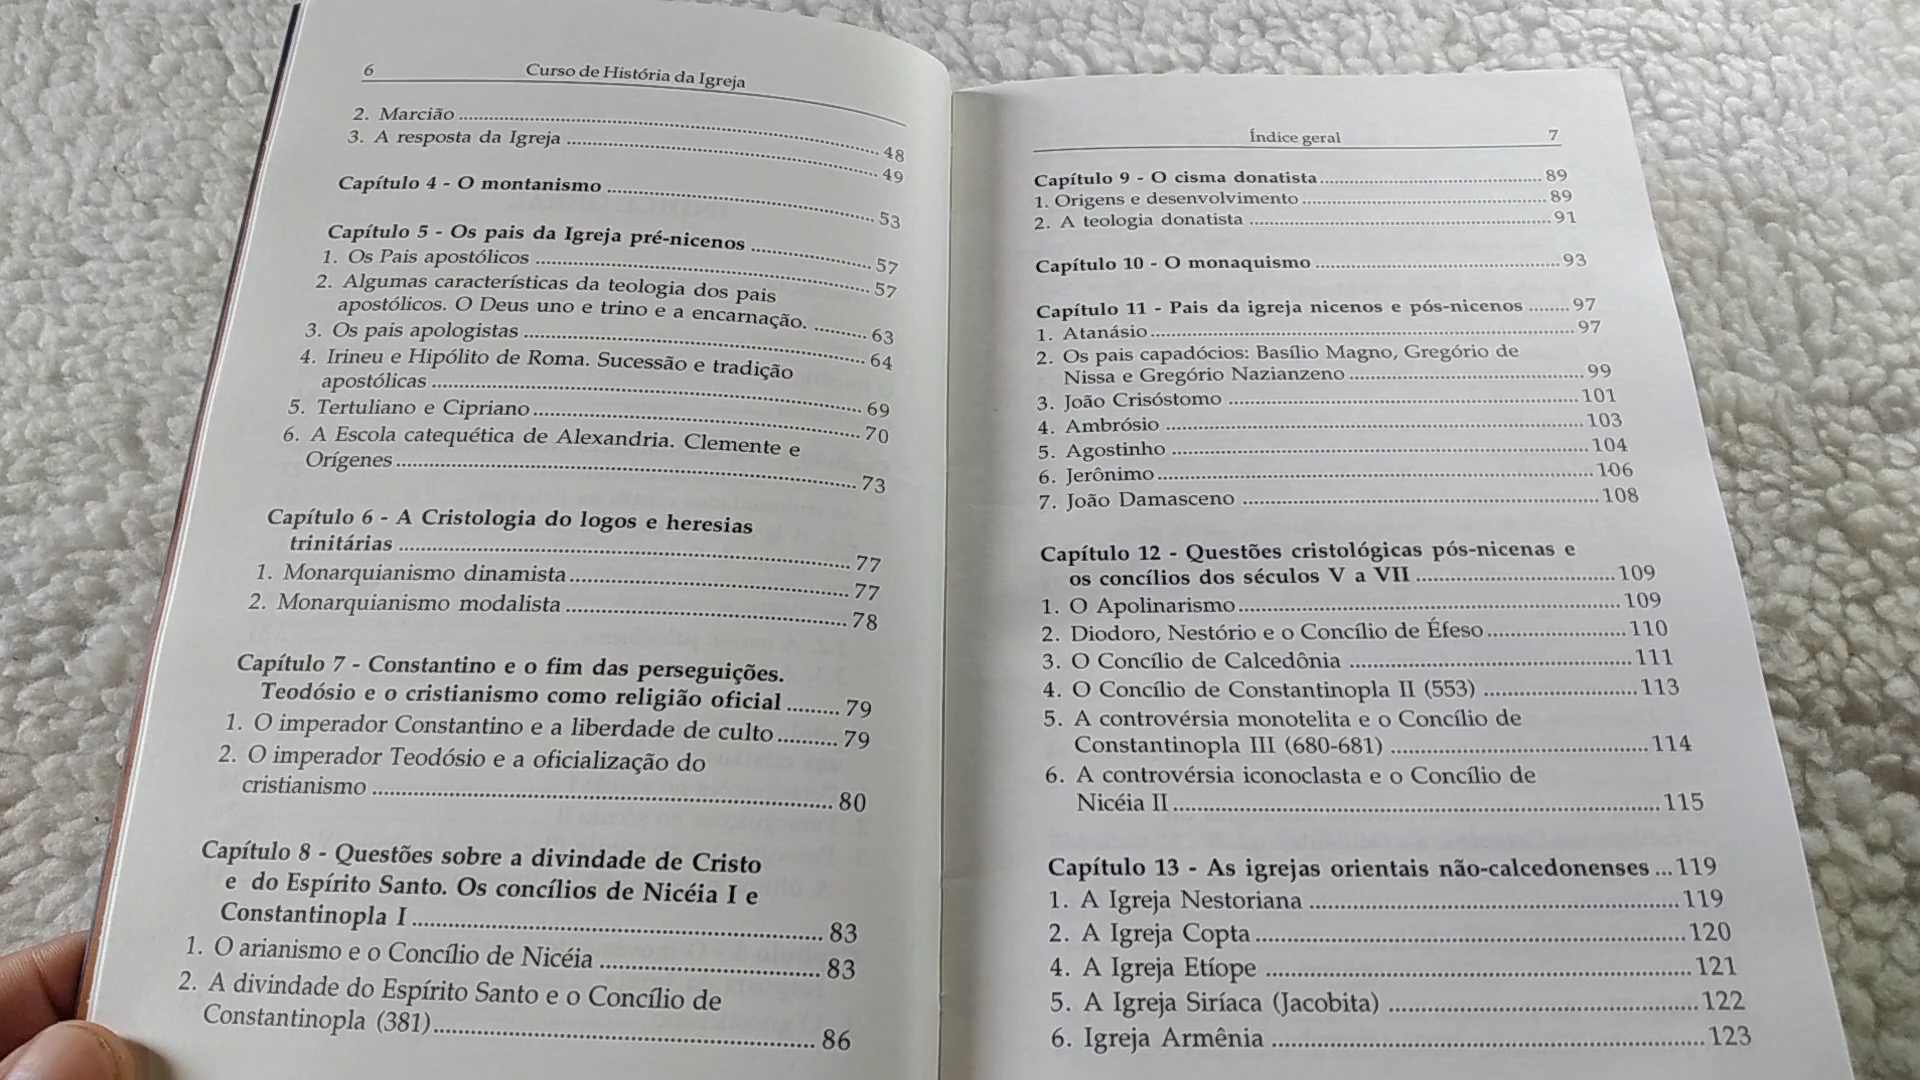 6 Curso de História da Igreja
2. Marcião ........ 48
3. A resposta da Igreja ........ 49
Capítulo 4 - O montanismo ........ 53
Capítulo 5 - Os pais da Igreja pré-nicenos ........ 57
1. Os Pais apostólicos ........ 57
2. Algumas características da teologia dos pais
apostólicos. O Deus uno e trino e a encarnação. ........ 63
3. Os pais apologistas ........ 64
4. Irineu e Hipólito de Roma. Sucessão e tradição
apostólicas ........ 69
5. Tertuliano e Cipriano ........ 70
6. A Escola catequética de Alexandria. Clemente e
Orígenes ........ 73
Capítulo 6 - A Cristologia do logos e heresias
trinitárias ........ 77
1. Monarquianismo dinamista ........ 77
2. Monarquianismo modalista ........ 78
Capítulo 7 - Constantino e o fim das perseguições.
Teodósio e o cristianismo como religião oficial ........ 79
1. O imperador Constantino e a liberdade de culto ........ 79
2. O imperador Teodósio e a oficialização do
cristianismo ........ 80
Capítulo 8 - Questões sobre a divindade de Cristo
e do Espírito Santo. Os concílios de Nicéia I e
Constantinopla I ........ 83
1. O arianismo e o Concílio de Nicéia ........ 83
2. A divindade do Espírito Santo e o Concílio de
Constantinopla (381) ........ 86
Índice geral 7
Capítulo 9 - O cisma donatista ........ 89
1. Origens e desenvolvimento ........ 89
2. A teologia donatista ........ 91
Capítulo 10 - O monaquismo ........ 93
Capítulo 11 - Pais da igreja nicenos e pós-nicenos ........ 97
1. Atanásio ........ 97
2. Os pais capadócios: Basílio Magno, Gregório de
Nissa e Gregório Nazianzeno ........ 99
3. João Crisóstomo ........ 101
4. Ambrósio ........ 103
5. Agostinho ........ 104
6. Jerônimo ........ 106
7. João Damasceno ........ 108
Capítulo 12 - Questões cristológicas pós-nicenas e
os concílios dos séculos V a VII ........ 109
1. O Apolinarismo ........ 109
2. Diodoro, Nestório e o Concílio de Éfeso ........ 110
3. O Concílio de Calcedônia ........ 111
4. O Concílio de Constantinopla II (553) ........ 113
5. A controvérsia monotelita e o Concílio de
Constantinopla III (680-681) ........ 114
6. A controvérsia iconoclasta e o Concílio de
Nicéia II ........ 115
Capítulo 13 - As igrejas orientais não-calcedonenses ... 119
1. A Igreja Nestoriana ........ 119
2. A Igreja Copta ........ 120
4. A Igreja Etíope ........ 121
5. A Igreja Siríaca (Jacobita) ........ 122
6. Igreja Armênia ........ 123